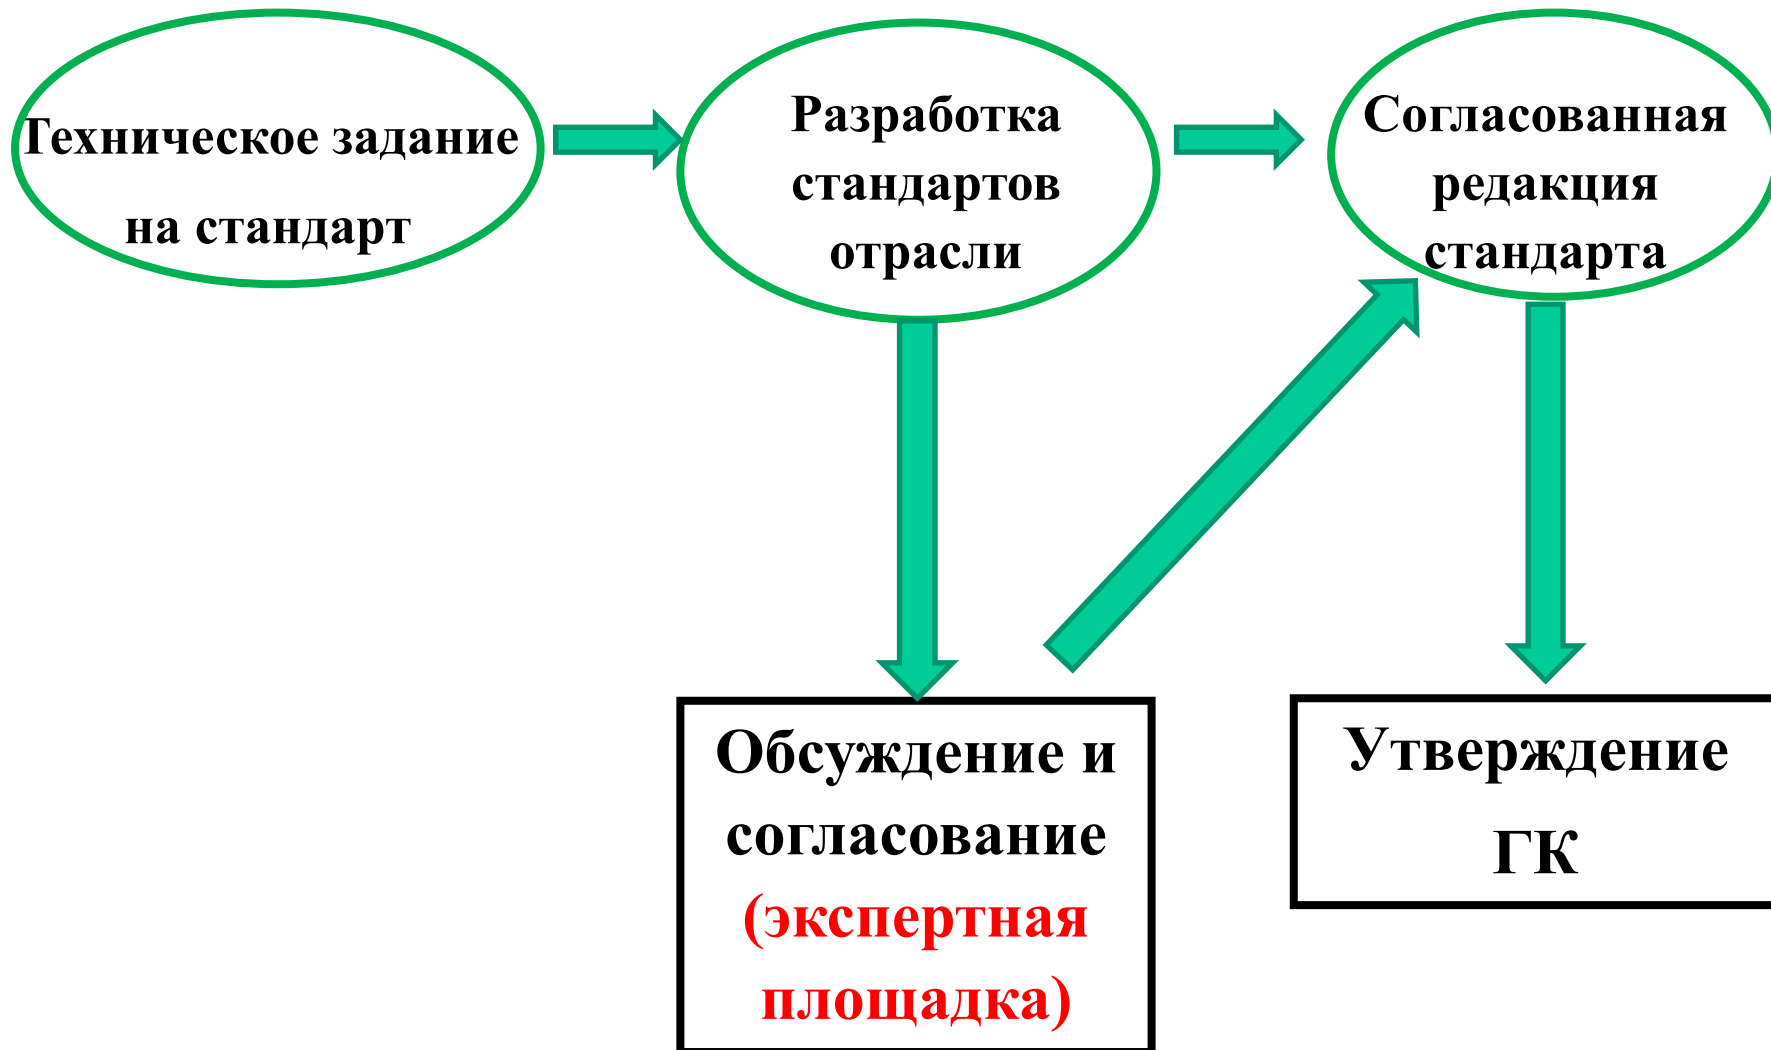 Техническое задание
на стандарт
Разработка
стандартов
отрасли
Согласованная
редакция
стандарта
Обсуждение и
согласование
(экспертная
площадка)
Утверждение
ГК